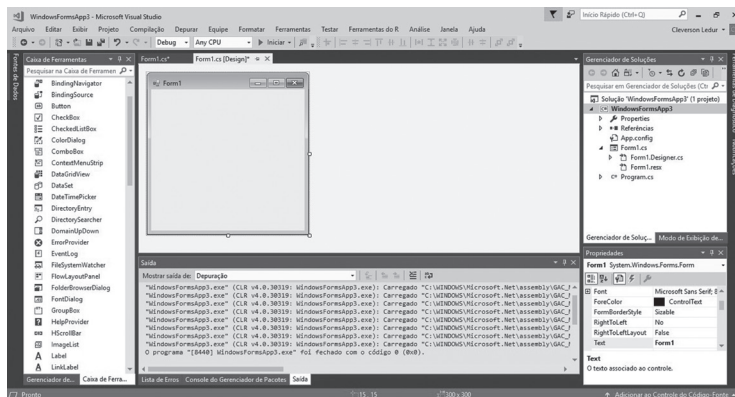 WindowsFormsApp3 - Microsoft Visual Studio
Início Rápido (Ctrl+Q)
Arquivo Editar Exibir Projeto Compilação Depurar Equipe Formatar Ferramentas Testar Ferramentas do R Análise Janela Ajuda
Cleverson Ledur
Debug Any CPU Iniciar
Fontes de Dados
Caixa de Ferramentas
Pesquisar na Caixa de Ferramen
BindingNavigator
BindingSource
Button
CheckBox
CheckedListBox
ColorDialog
ComboBox
ContextMenuStrip
DataGridView
DataSet
DateTimePicker
DirectoryEntry
DirectorySearcher
DomainUpDown
ErrorProvider
EventLog
FileSystemWatcher
FlowLayoutPanel
FolderBrowserDialog
FontDialog
GroupBox
HelpProvider
HScrollBar
ImageList
Label
LinkLabel
Gerenciador de... Caixa de Ferra...
Form1.cs* Form1.cs [Design]*
Form1
Saída
Mostrar saída de: Depuração
"WindowsFormsApp3.exe" (CLR v4.0.30319: WindowsFormsApp3.exe): Carregado "C:\WINDOWS\Microsoft.Net\assembly\GAC_
"WindowsFormsApp3.exe" (CLR v4.0.30319: WindowsFormsApp3.exe): Carregado "C:\WINDOWS\Microsoft.Net\assembly\GAC_
"WindowsFormsApp3.exe" (CLR v4.0.30319: WindowsFormsApp3.exe): Carregado "C:\WINDOWS\Microsoft.Net\assembly\GAC_
"WindowsFormsApp3.exe" (CLR v4.0.30319: WindowsFormsApp3.exe): Carregado "C:\WINDOWS\Microsoft.Net\assembly\GAC_
"WindowsFormsApp3.exe" (CLR v4.0.30319: WindowsFormsApp3.exe): Carregado "C:\WINDOWS\Microsoft.Net\assembly\GAC_
"WindowsFormsApp3.exe" (CLR v4.0.30319: WindowsFormsApp3.exe): Carregado "C:\WINDOWS\Microsoft.Net\assembly\GAC_
O programa "[8440] WindowsFormsApp3.exe" foi fechado com o código 0 (0x0).
Lista de Erros Console do Gerenciador de Pacotes Saída
Gerenciador de Soluções
Pesquisar em Gerenciador de Soluções (Ctr
Solução 'WindowsFormsApp3' (1 projeto)
WindowsFormsApp3
Properties
Referências
App.config
Form1.cs
Form1.Designer.cs
Form1.resx
Program.cs
Gerenciador de Soluç... Modo de Exibição de...
Propriedades
Form1 System.Windows.Forms.Form
Font Microsoft Sans Serif; 8
ForeColor ControlText
FormBorderStyle Sizable
RightToLeft No
RightToLeftLayout False
Text Form1
Text
O texto associado ao controle.
Pronto 15, 15 300 x 300 Adicionar ao Controle do Código-Fonte